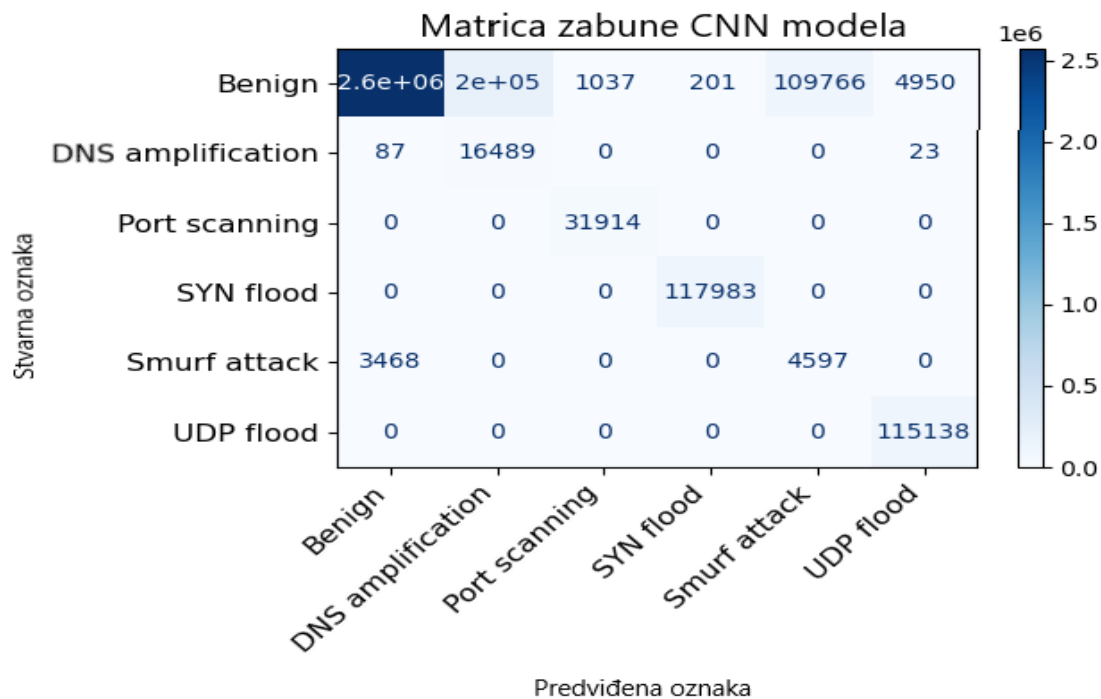 Matrica zabune CNN modela
1e6
Benign 2.6e+06 2e+05 1037 201 109766 4950
DNS amplification 87 16489 0 0 0 23
Port scanning 0 0 31914 0 0 0
SYN flood 0 0 0 117983 0 0
Smurf attack 3468 0 0 0 4597 0
UDP flood 0 0 0 0 0 115138
Stvarna oznaka
Benign
DNS amplification
Port scanning
SYN flood
Smurf attack
UDP flood
Predviđena oznaka
2.5
2.0
1.5
1.0
0.5
0.0